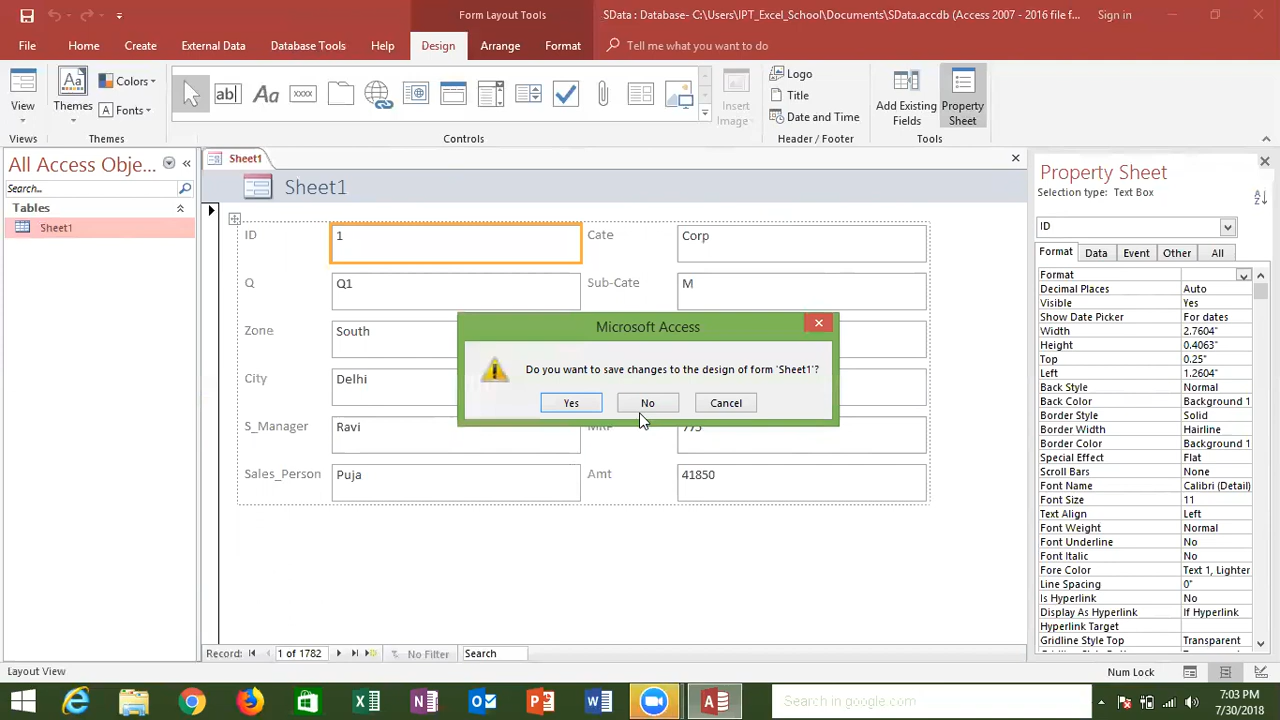 Form Layout Tools
SData : Database- C:\Users\IPT_Excel_School\Documents\SData.accdb (Access 2007 - 2016 file f...
Sign in
File
Home
Create
External Data
Database Tools
Help
Design
Arrange
Format
Tell me what you want to do
View
Themes
Colors
Fonts
ab|
Aa
xxxx
Insert
Image
Logo
Title
Date and Time
Add Existing
Fields
Property
Sheet
Views
Themes
Controls
Header / Footer
Tools
All Access Obje...
Search...
Tables
Sheet1
Sheet1
Sheet1
ID
1
Cate
Corp
Q
Q1
Sub-Cate
M
Zone
South
City
Delhi
S_Manager
Ravi
MRP
775
Sales_Person
Puja
Amt
41850
Microsoft Access
Do you want to save changes to the design of form 'Sheet1'?
Yes
No
Cancel
Property Sheet
Selection type: Text Box
A
Z
ID
Format
Data
Event
Other
All
Format
Decimal Places Auto
Visible Yes
Show Date Picker For dates
Width 2.7604"
Height 0.4063"
Top 0.25"
Left 1.2604"
Back Style Normal
Back Color Background 1
Border Style Solid
Border Width Hairline
Border Color Background 1
Special Effect Flat
Scroll Bars None
Font Name Calibri (Detail)
Font Size 11
Text Align Left
Font Weight Normal
Font Underline No
Font Italic No
Fore Color Text 1, Lighter
Line Spacing 0"
Is Hyperlink No
Display As Hyperlink If Hyperlink
Hyperlink Target
Gridline Style Top Transparent
Record:
1 of 1782
No Filter
Search
Layout View
Num Lock
Search on google.com
7:03 PM
7/30/2018